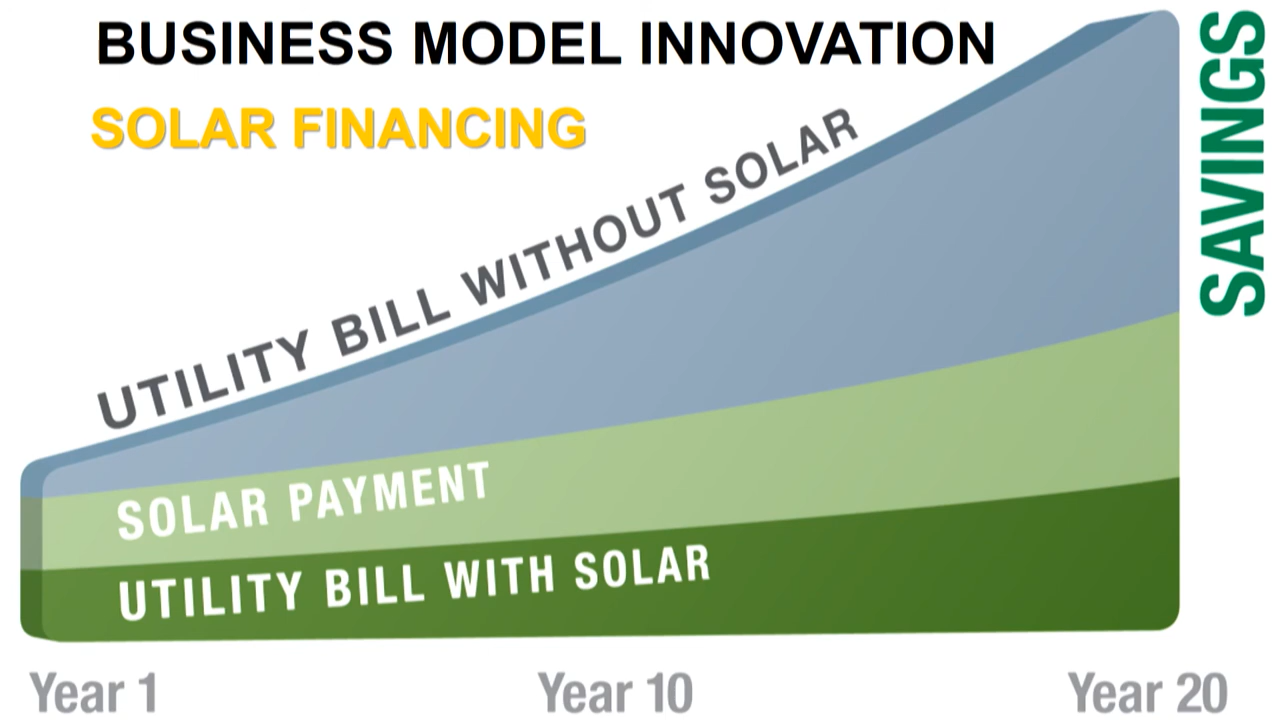 BUSINESS MODEL INNOVATION
SOLAR FINANCING
UTILITY BILL WITHOUT SOLAR
SAVINGS
SOLAR PAYMENT
UTILITY BILL WITH SOLAR
Year 1
Year 10
Year 20